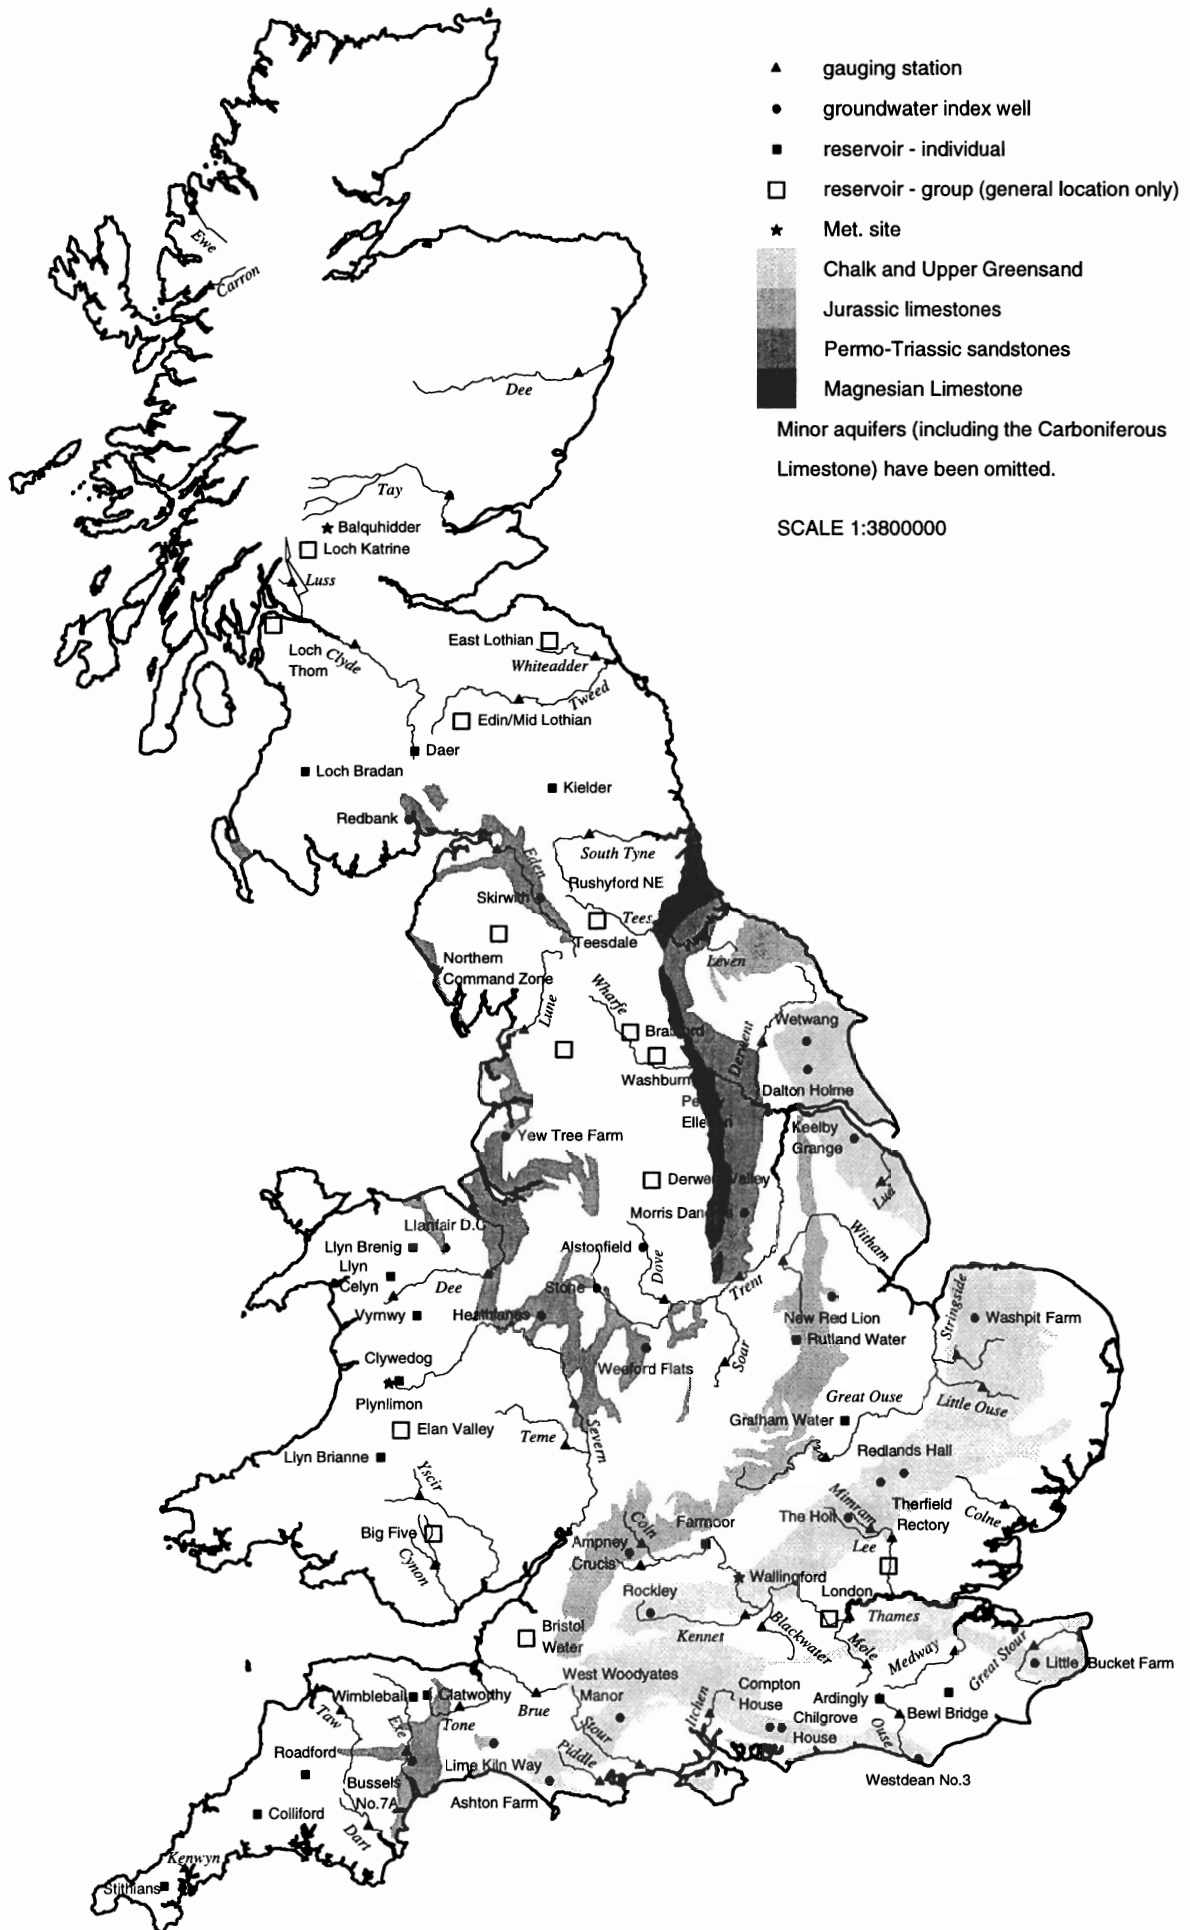 gauging station
groundwater index well
reservoir - individual
reservoir - group (general location only)
Met. site
Chalk and Upper Greensand
Jurassic limestones
Permo-Triassic sandstones
Magnesian Limestone
Minor aquifers (including the Carboniferous
Limestone) have been omitted.
SCALE 1:3800000
Ewe
Carron
Dee
Tay
Balquhidder
Loch Katrine
Luss
East Lothian
Loch
Thom
Clyde
Whiteadder
Tweed
Edin/Mid Lothian
Daer
Loch Bradan
Kielder
Redbank
South Tyne
Eden
Rushyford NE
Skirwith
Tees
Teesdale
Northern
Command Zone
Leven
Lune
Wharfe
Wetwang
Bradford
Derwent
Washburn
Dalton Holme
Keelby
Grange
Yew Tree Farm
Derwent Valley
Lud
Morris Dancers
Llanfair D.C
Witham
Llyn Brenig
Alstonfield
Llyn
Celyn
Dee
Dove
Trent
Stone
Stringside
Vyrnwy
Heathlanes
New Red Lion
Washpit Farm
Rutland Water
Clywedog
Weeford Flats
Soar
Plynlimon
Great Ouse
Little Ouse
Elan Valley
Teme
Severn
Grafham Water
Llyn Brianne
Redlands Hall
Yscir
Mimram
Therfield
Rectory
The Holt
Colne
Big Five
Coln
Farmoor
Lee
Ampney
Crucis
Cynon
Wallingford
Rockley
London
Thames
Bristol
Water
Kennet
Blackwater
Mole
Medway
Great Stour
Little Bucket Farm
West Woodyates
Manor
Compton
House
Ardingly
Wimbleball
Clatworthy
Brue
Itchen
Chilgrove
House
Bewl Bridge
Taw
Exe
Tone
Stour
Ouse
Roadford
Lime Kiln Way
Piddle
Bussels
No.7A
Ashton Farm
Westdean No.3
Colliford
Dart
Kenwyn
Stithians